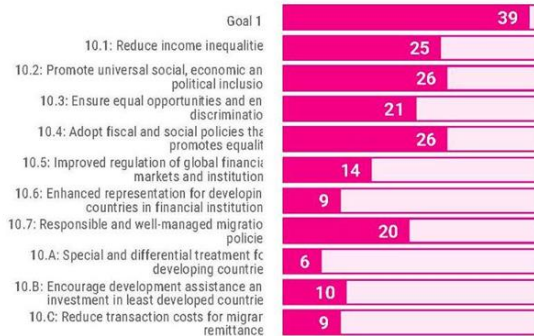 Goal 1
39
10.1: Reduce income inequalitie
25
10.2: Promote universal social, economic an
political inclusio
26
10.3: Ensure equal opportunities and en
discriminatio
21
10.4: Adopt fiscal and social policies tha
promotes equalit
26
10.5: Improved regulation of global financia
markets and institution
14
10.6: Enhanced representation for developin
countries in financial institution
9
10.7: Responsible and well-managed migratio
policie
20
10.A: Special and differential treatment fo
developing countrie
6
10.B: Encourage development assistance an
investment in least developed countrie
10
10.C: Reduce transaction costs for migran
remittance
9